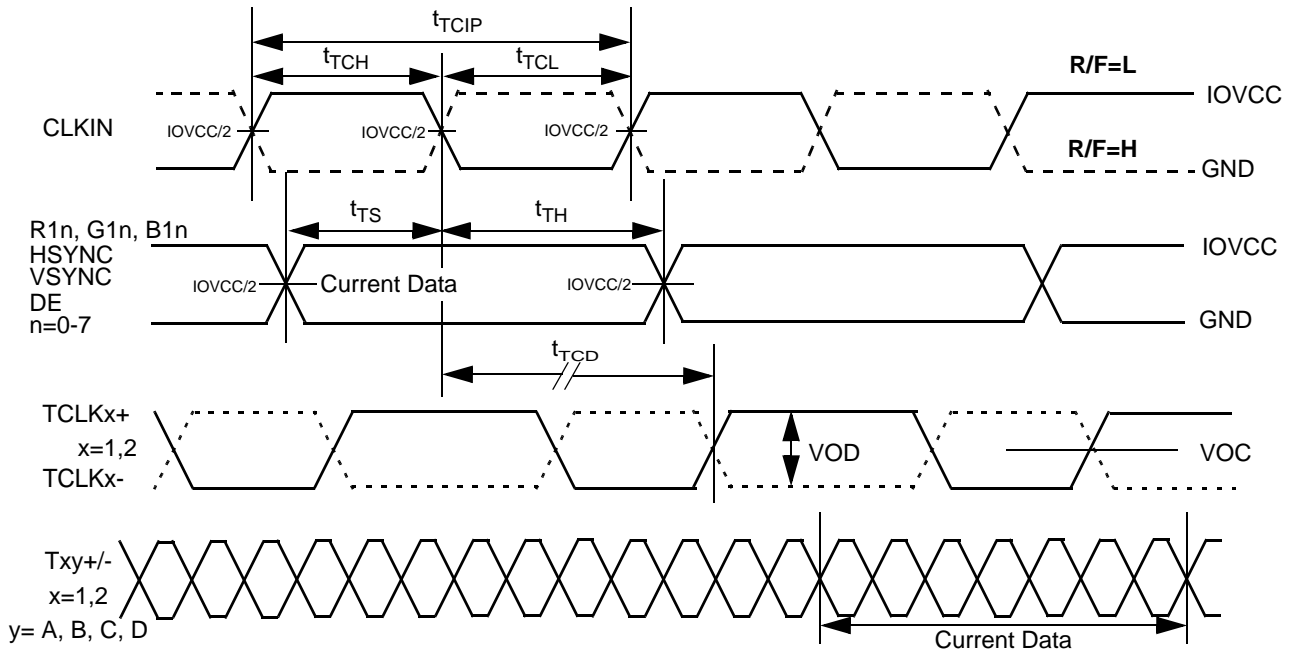 tTCIP
tTCH
tTCL
R/F=L
IOVCC
CLKIN
IOVCC/2
IOVCC/2
IOVCC/2
R/F=H
GND
tTS
tTH
R1n, G1n, B1n
HSYNC
VSYNC
DE
n=0-7
IOVCC
IOVCC/2
Current Data
IOVCC/2
GND
tTCD
TCLKx+
x=1,2
TCLKx-
VOD
VOC
Txy+/-
x=1,2
y= A, B, C, D
Current Data